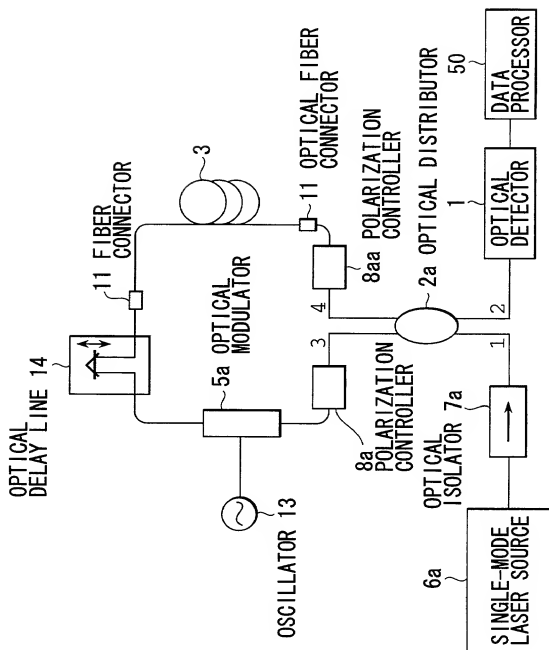 OPTICAL
DELAY LINE 14
11 FIBER
CONNECTOR
3
11 OPTICAL FIBER
CONNECTOR
5a OPTICAL
MODULATOR
OSCILLATOR 13
8a
POLARIZATION
CONTROLLER
8aa POLARIZATION
CONTROLLER
3
4
2a OPTICAL DISTRIBUTOR
1
2
OPTICAL
ISOLATOR 7a
6a
SINGLE-MODE
LASER SOURCE
1
OPTICAL
DETECTOR
50
DATA
PROCESSOR